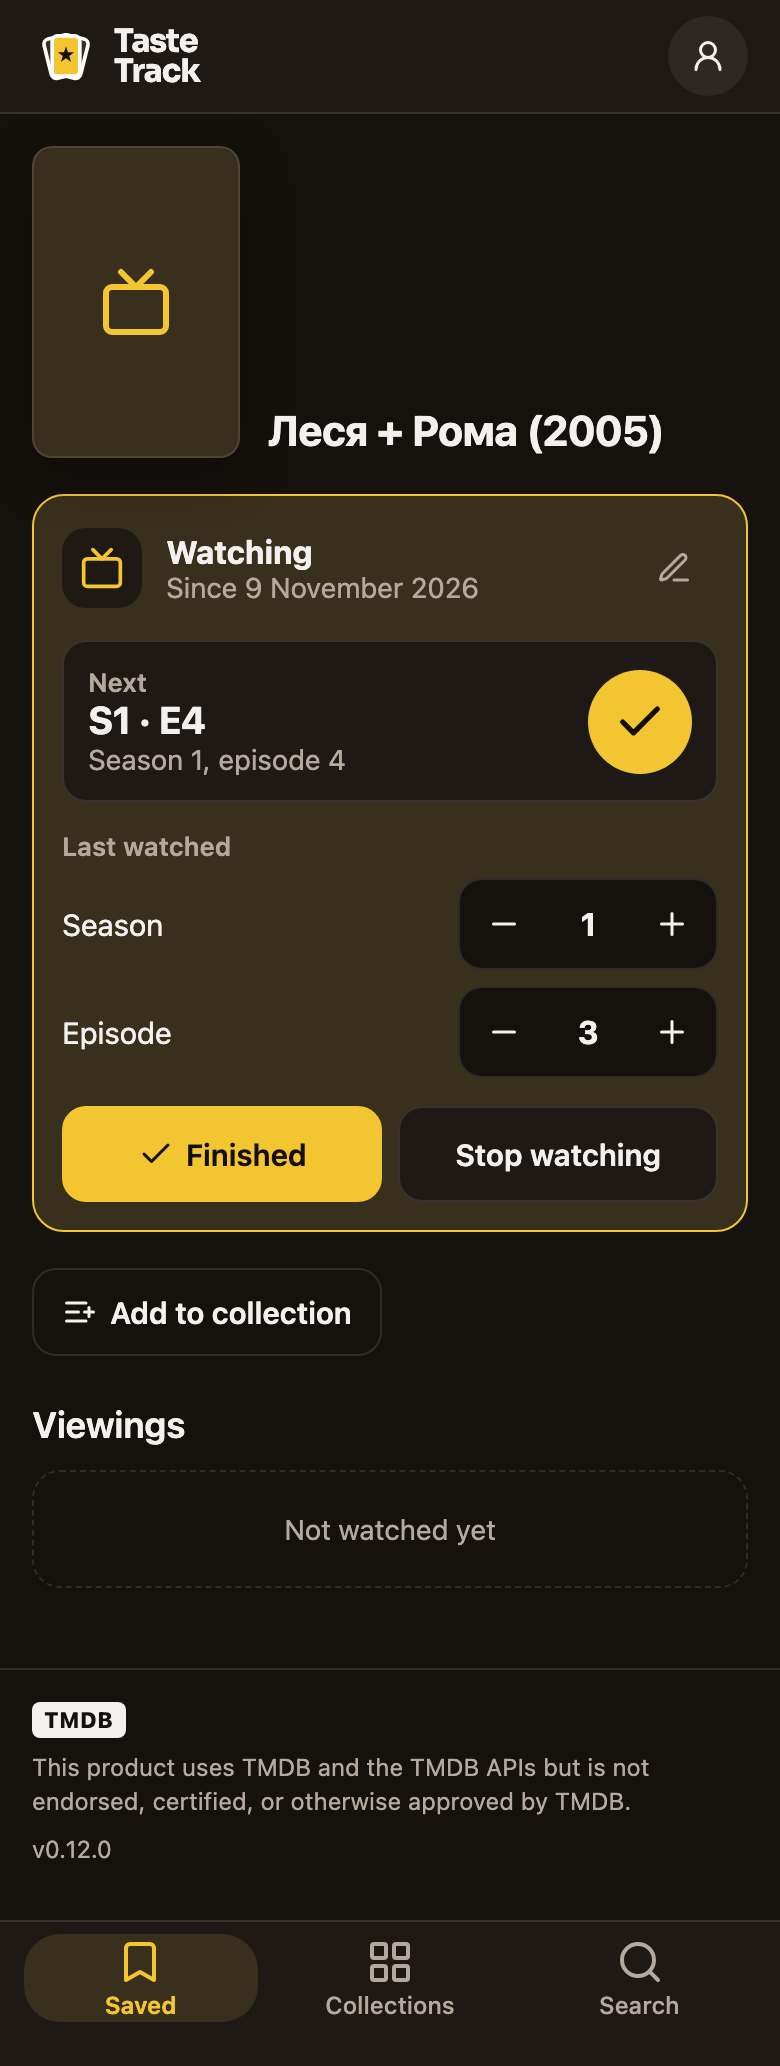 Taste
Track
Леся + Рома (2005)
Watching
Since 9 November 2026
Next
S1 · E4
Season 1, episode 4
Last watched
Season
1
Episode
3
Finished
Stop watching
Add to collection
Viewings
Not watched yet
TMDB
This product uses TMDB and the TMDB APIs but is not
endorsed, certified, or otherwise approved by TMDB.
v0.12.0
Saved
Collections
Search